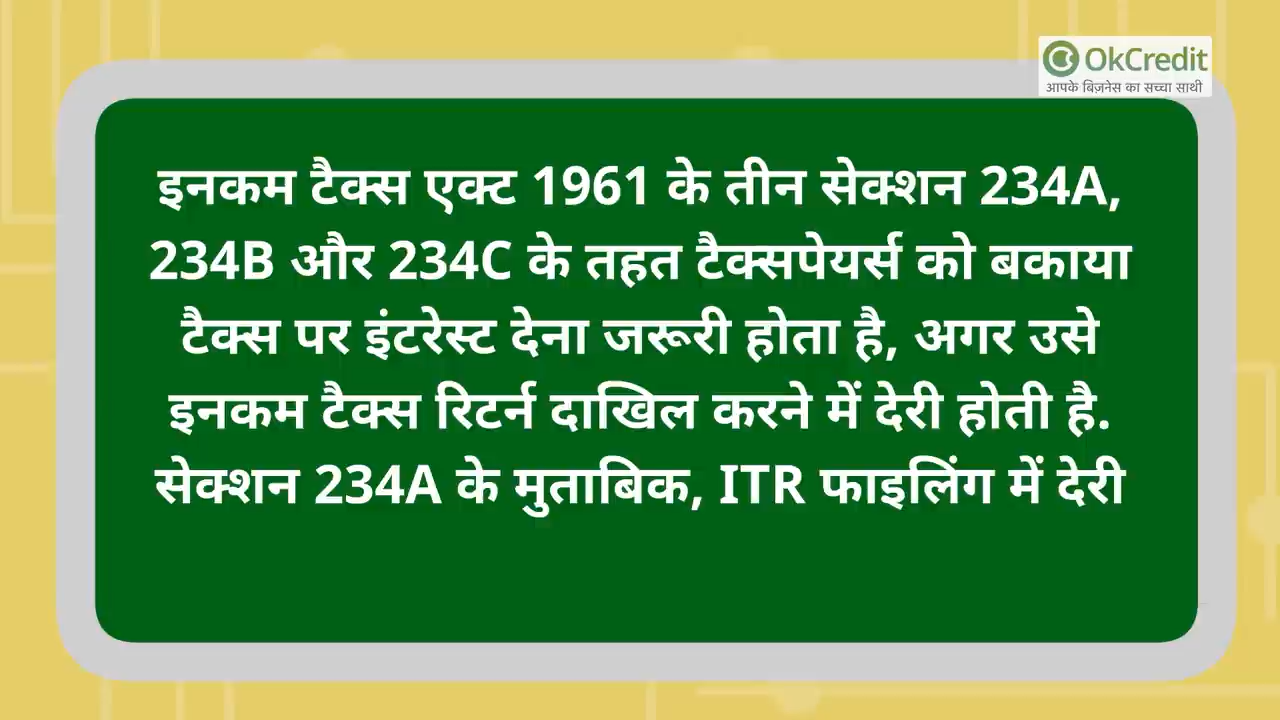 OkCredit
आपके बिज़नेस का सच्चा साथी
इनकम टैक्स एक्ट 1961 के तीन सेक्शन 234A,
234B और 234C के तहत टैक्सपेयर्स को बकाया
टैक्स पर इंटरेस्ट देना जरूरी होता है, अगर उसे
इनकम टैक्स रिटर्न दाखिल करने में देरी होती है.
सेक्शन 234A के मुताबिक, ITR फाइलिंग में देरी